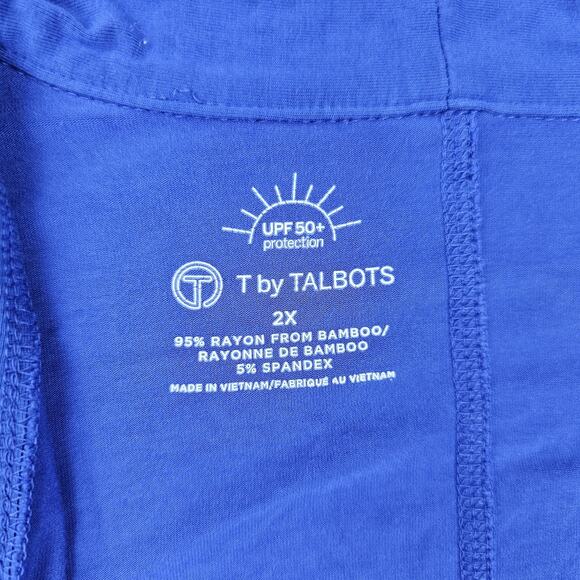 UPF 50+
protection
T T by TALBOTS
2X
95% RAYON FROM BAMBOO/
RAYONNE DE BAMBOO
5% SPANDEX
MADE IN VIETNAM/FABRIQUÉ AU VIETNAM